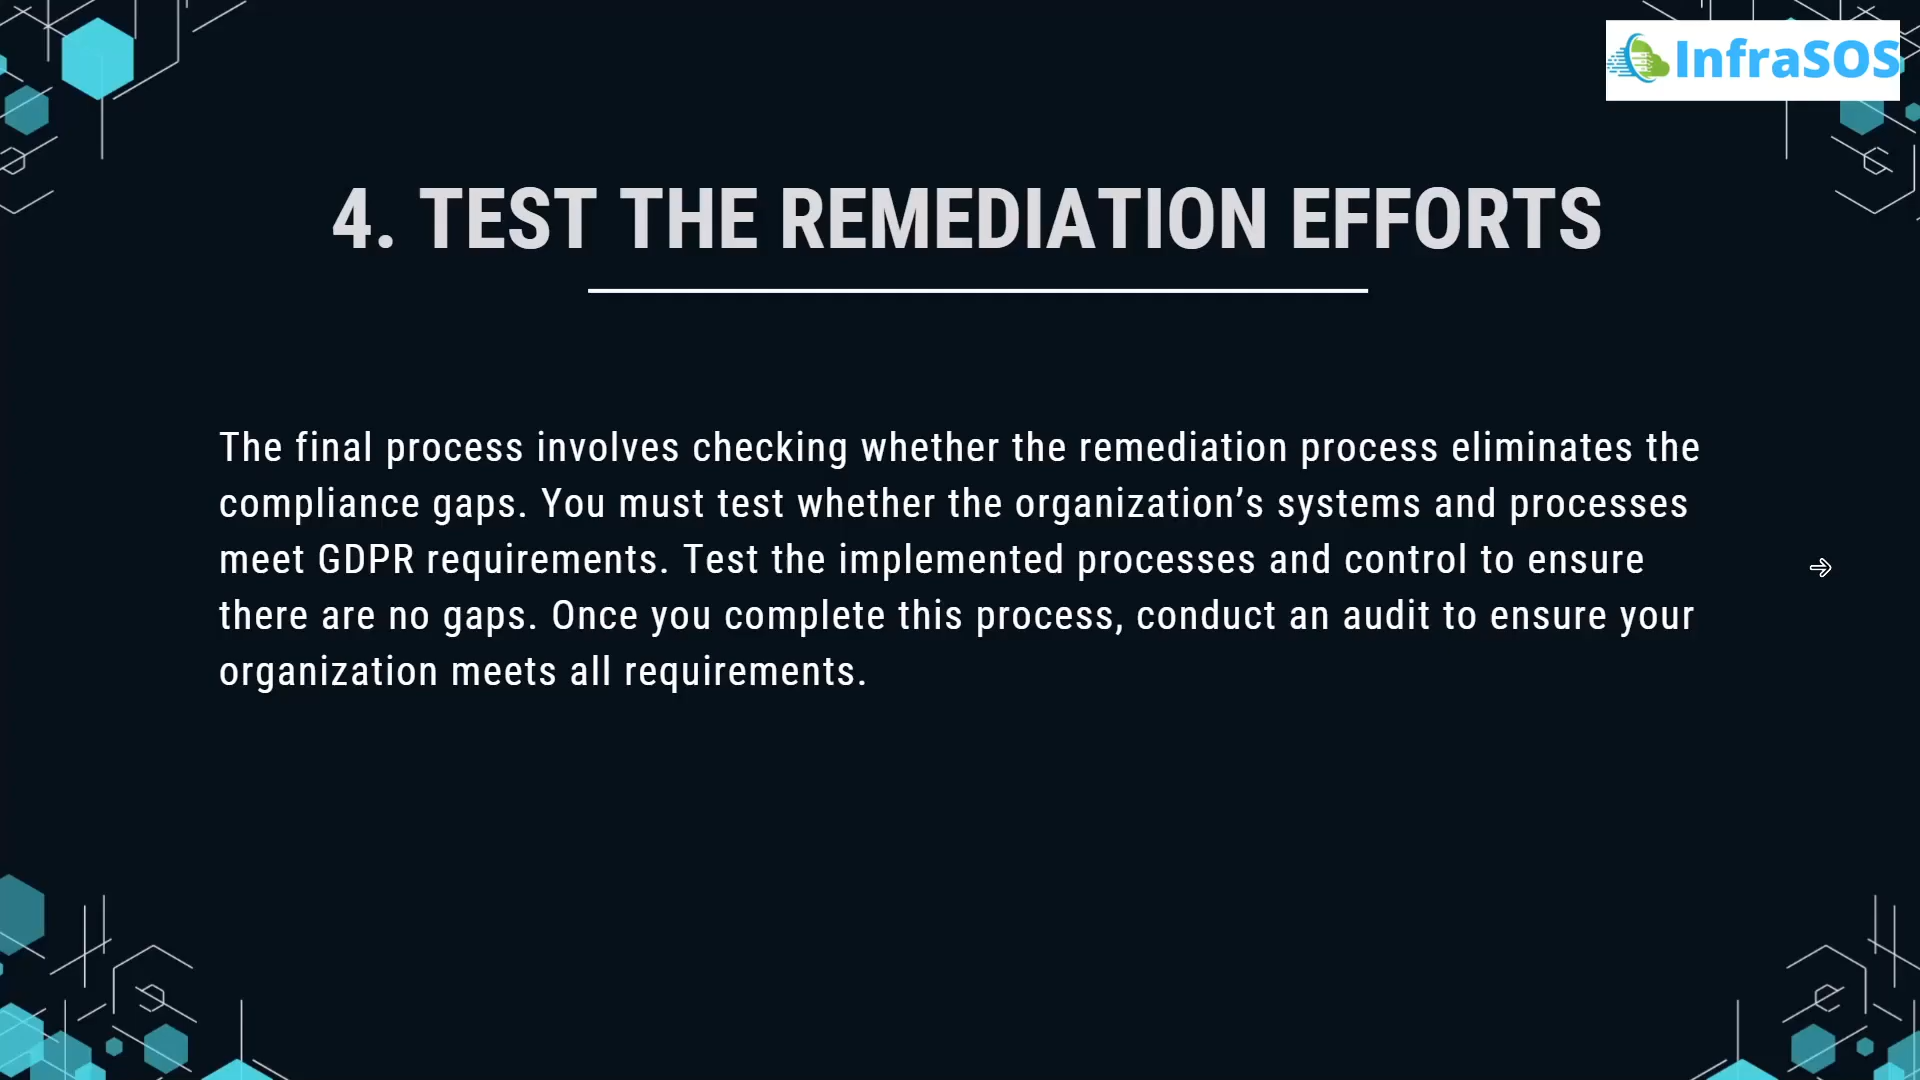 InfraSOS
4. TEST THE REMEDIATION EFFORTS
The final process involves checking whether the remediation process eliminates the
compliance gaps. You must test whether the organization’s systems and processes
meet GDPR requirements. Test the implemented processes and control to ensure
there are no gaps. Once you complete this process, conduct an audit to ensure your
organization meets all requirements.